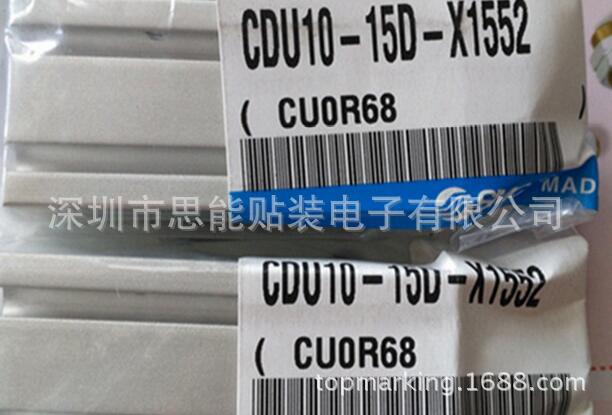 CDU10-15D-X1552
( CU0R68
SMC MAD
深圳市思能贴装电子有限公司
CDU10-15D-X1552
( CU0R68
topmarking.1688.com